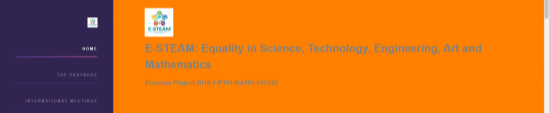 HOME
THE PARTNERS
INTERNATIONAL MEETINGS
E-STEAM
E-STEAM: Equality in Science, Technology, Engineering, Art and
Mathematics
Erasmus Project